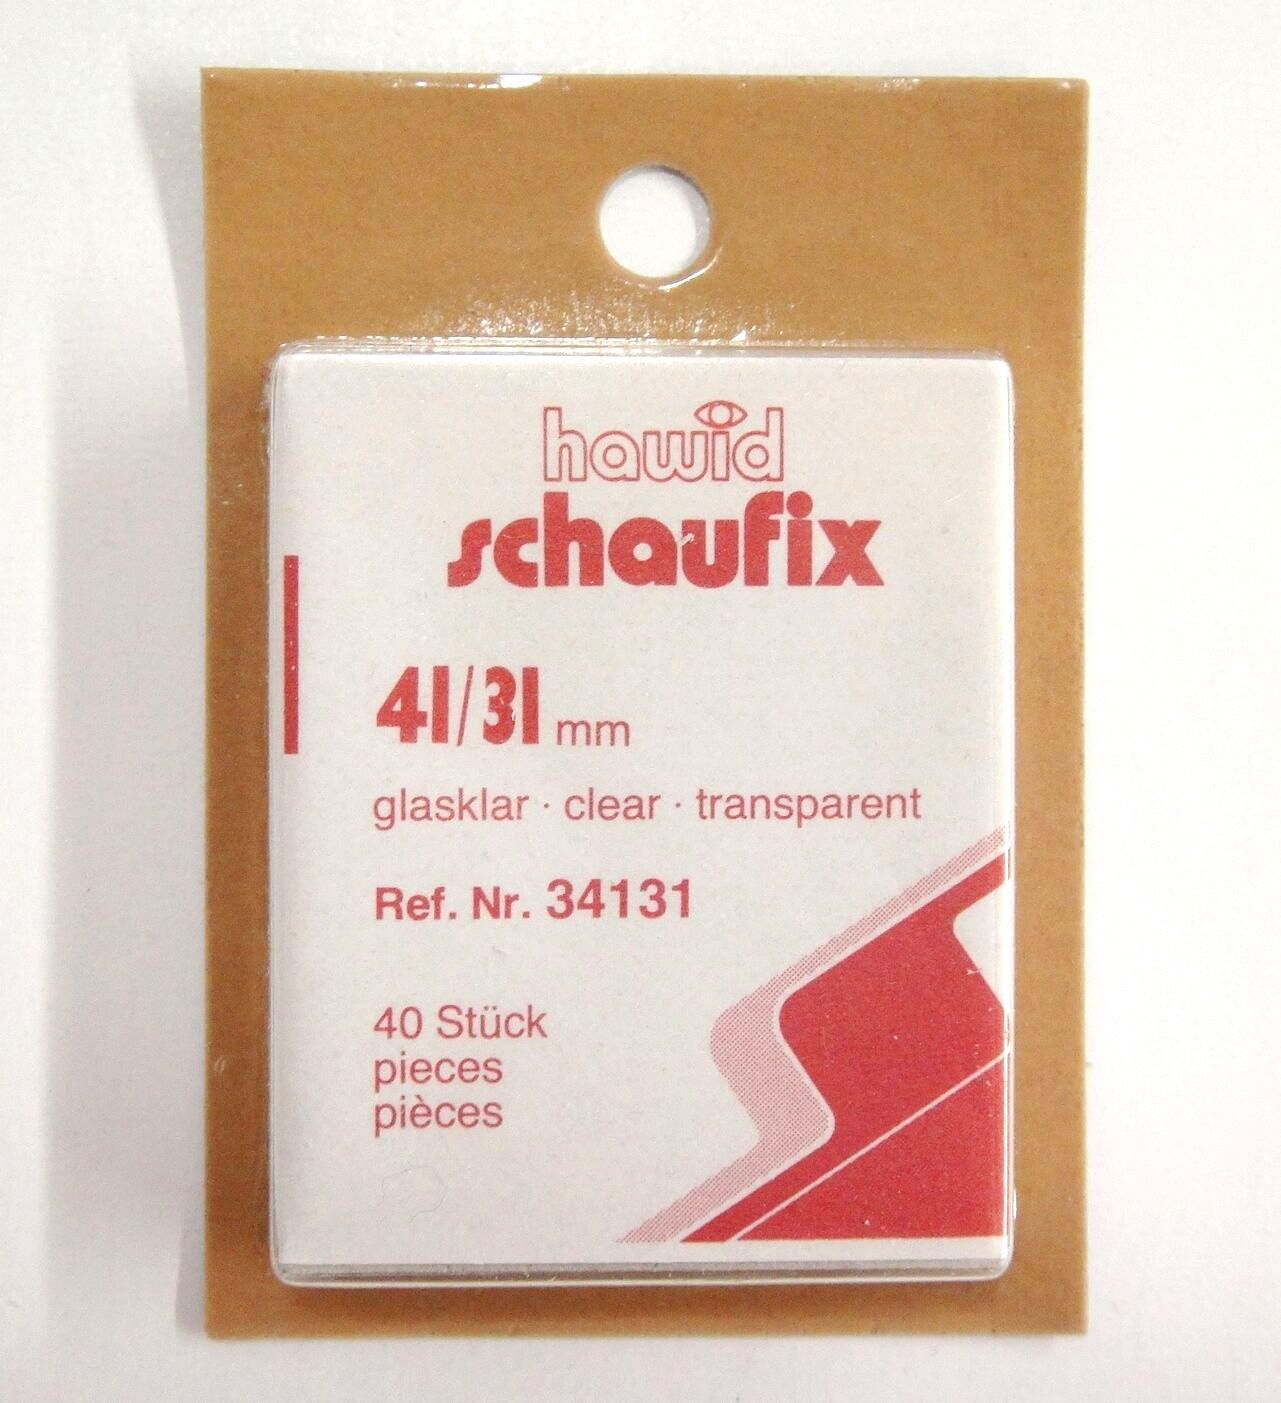 hawid
schaufix
41/31 mm
glasklar · clear · transparent
Ref. Nr. 34131
40 Stück
pieces
pièces